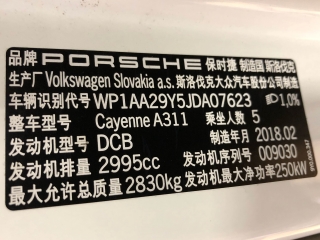 品牌 PORSCHE 保时捷 制造国 斯洛伐克
生产厂 Volkswagen Slovakia a.s. 斯洛伐克大众汽车股份公司制造
车辆识别代号 WP1AA29Y5JDA07623 1,0%
整车型号 Cayenne A311 乘坐人数 5
发动机型号 DCB 制造年月 2018.02
发动机排量 2995cc 发动机序列号 009030
最大允许总质量 2830kg 发动机最大净功率 250kW